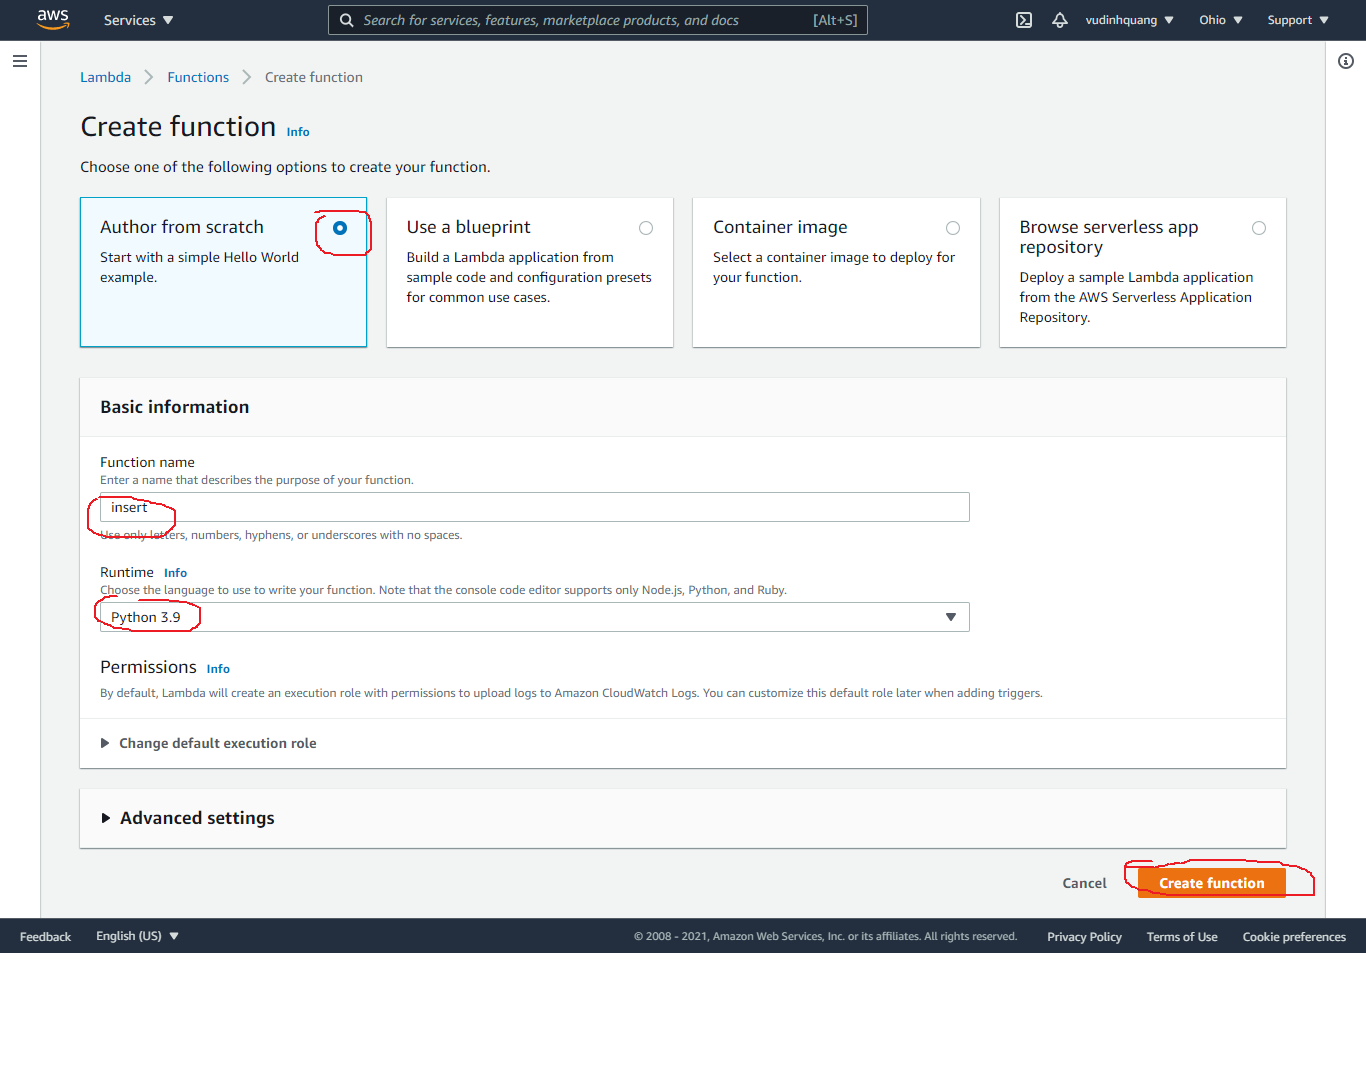 aws Services Search for services, features, marketplace products, and docs [Alt+S] vudinhquang Ohio Support
Lambda Functions Create function
Create function Info
Choose one of the following options to create your function.
Author from scratch
Start with a simple Hello World
example.
Use a blueprint
Build a Lambda application from
sample code and configuration presets
for common use cases.
Container image
Select a container image to deploy for
your function.
Browse serverless app
repository
Deploy a sample Lambda application
from the AWS Serverless Application
Repository.
Basic information
Function name
Enter a name that describes the purpose of your function.
insert
Use only letters, numbers, hyphens, or underscores with no spaces.
Runtime Info
Choose the language to use to write your function. Note that the console code editor supports only Node.js, Python, and Ruby.
Python 3.9
Permissions Info
By default, Lambda will create an execution role with permissions to upload logs to Amazon CloudWatch Logs. You can customize this default role later when adding triggers.
Change default execution role
Advanced settings
Cancel Create function
Feedback English (US) © 2008 - 2021, Amazon Web Services, Inc. or its affiliates. All rights reserved. Privacy Policy Terms of Use Cookie preferences